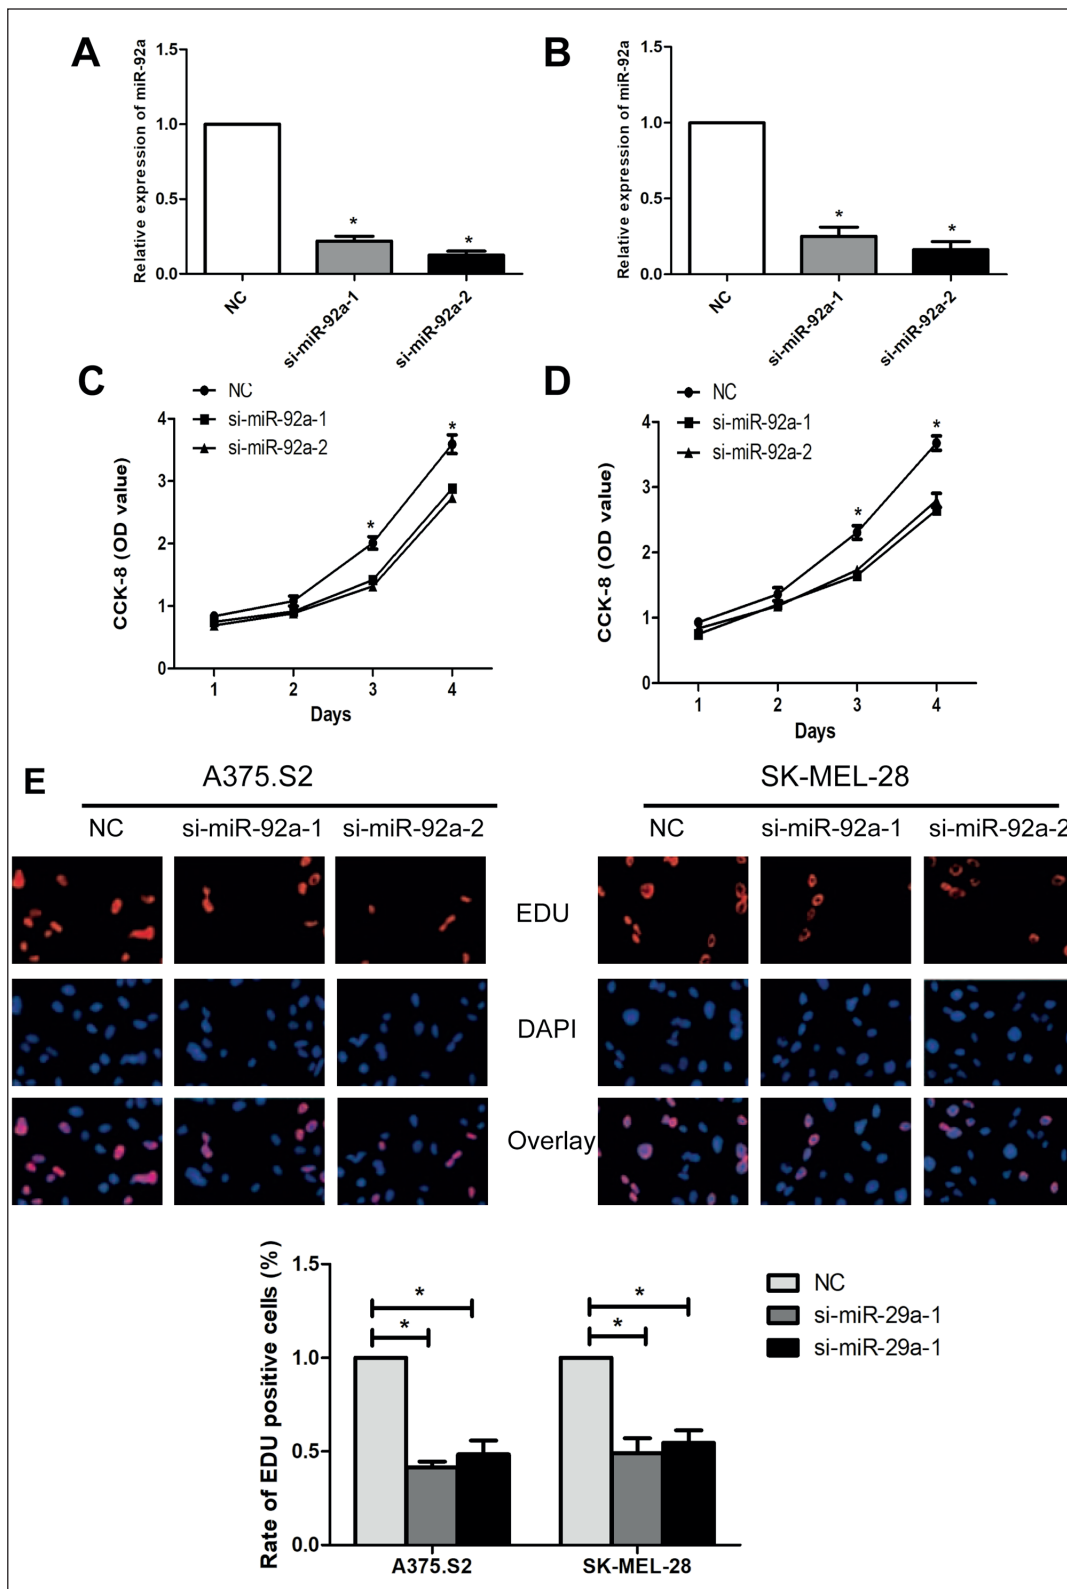 A
Relative expression of miR-92a
1.5
1.0
0.5
0.0
*
*
NC
si-miR-92a-1
si-miR-92a-2
B
Relative expression of miR-92a
1.5
1.0
0.5
0.0
*
*
NC
si-miR-92a-1
si-miR-92a-2
C
NC
si-miR-92a-1
si-miR-92a-2
CCK-8 (OD value)
4
3
2
1
0
*
*
1 2 3 4
Days
D
NC
si-miR-92a-1
si-miR-92a-2
CCK-8 (OD value)
4
3
2
1
0
*
*
1 2 3 4
Days
E
A375.S2
SK-MEL-28
NC si-miR-92a-1 si-miR-92a-2
NC si-miR-92a-1 si-miR-92a-2
EDU
DAPI
Overlay
Rate of EDU positive cells (%)
1.5
1.0
0.5
0.0
*
*
*
*
A375.S2 SK-MEL-28
NC
si-miR-29a-1
si-miR-29a-1